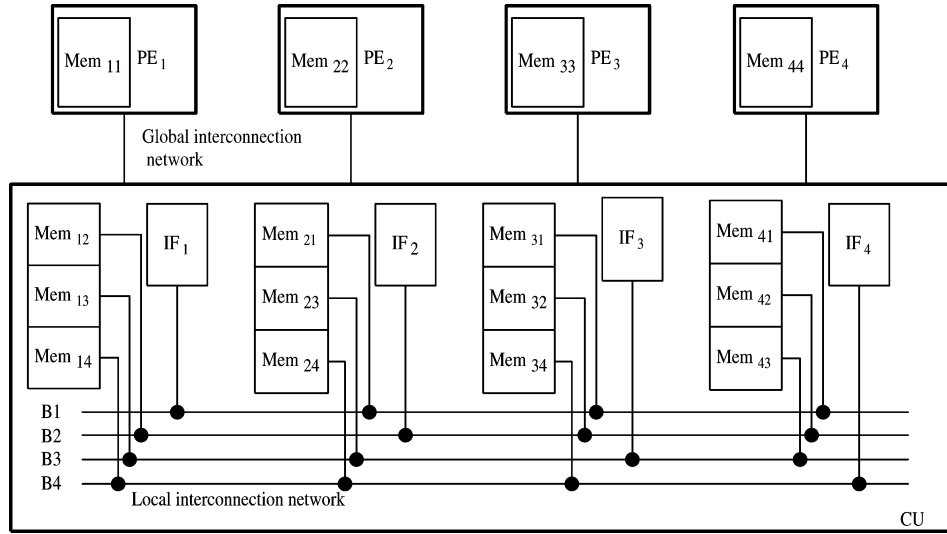 Mem 11 PE1
Mem 22 PE2
Mem 33 PE3
Mem 44 PE4
Global interconnection
network
Mem 12
Mem 13
Mem 14
IF1
Mem 21
Mem 23
Mem 24
IF2
Mem 31
Mem 32
Mem 34
IF3
Mem 41
Mem 42
Mem 43
IF4
B1
B2
B3
B4
Local interconnection network
CU